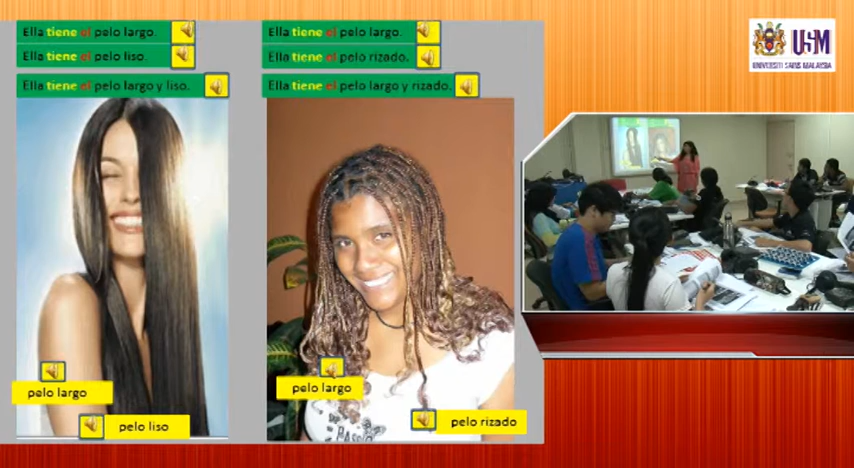 Ella tiene el pelo largo.
Ella tiene el pelo liso.
Ella tiene el pelo largo y liso.
pelo largo
pelo liso
Ella tiene el pelo largo.
Ella tiene el pelo rizado.
Ella tiene el pelo largo y rizado.
pelo largo
pelo rizado
USM
UNIVERSITI SAINS MALAYSIA